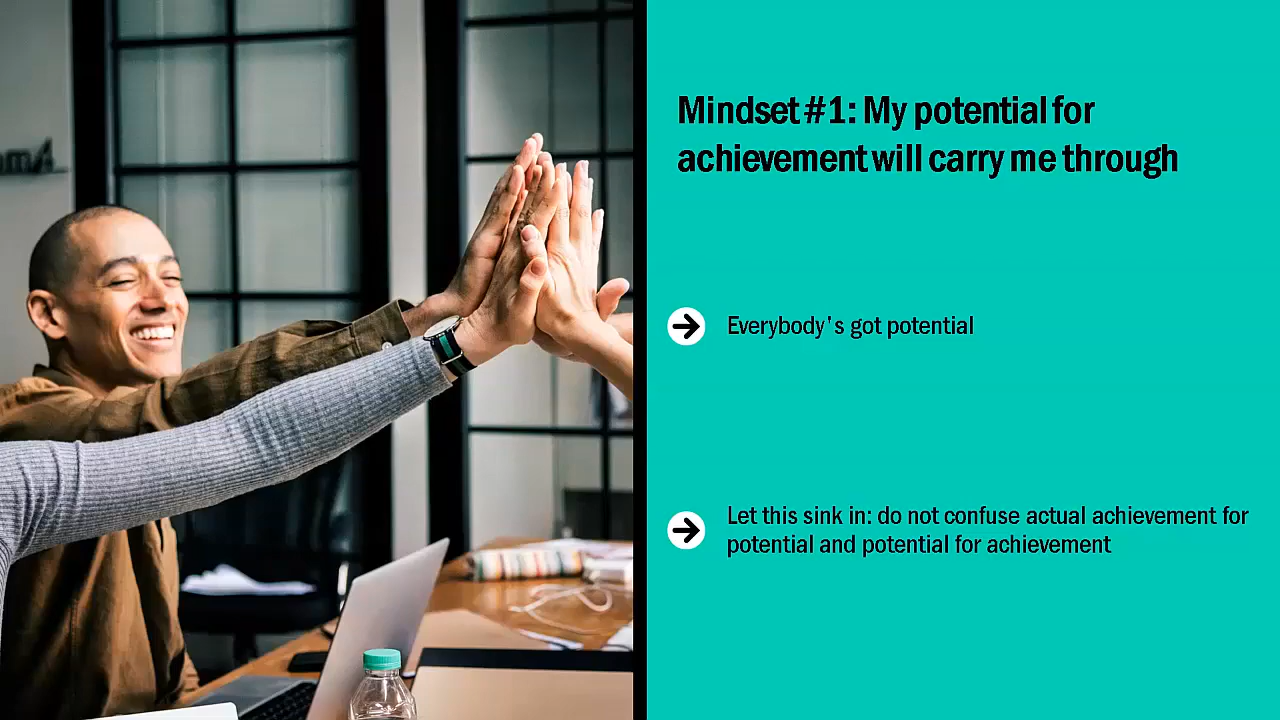 Mindset #1: My potential for
achievement will carry me through
Everybody's got potential
Let this sink in: do not confuse actual achievement for
potential and potential for achievement